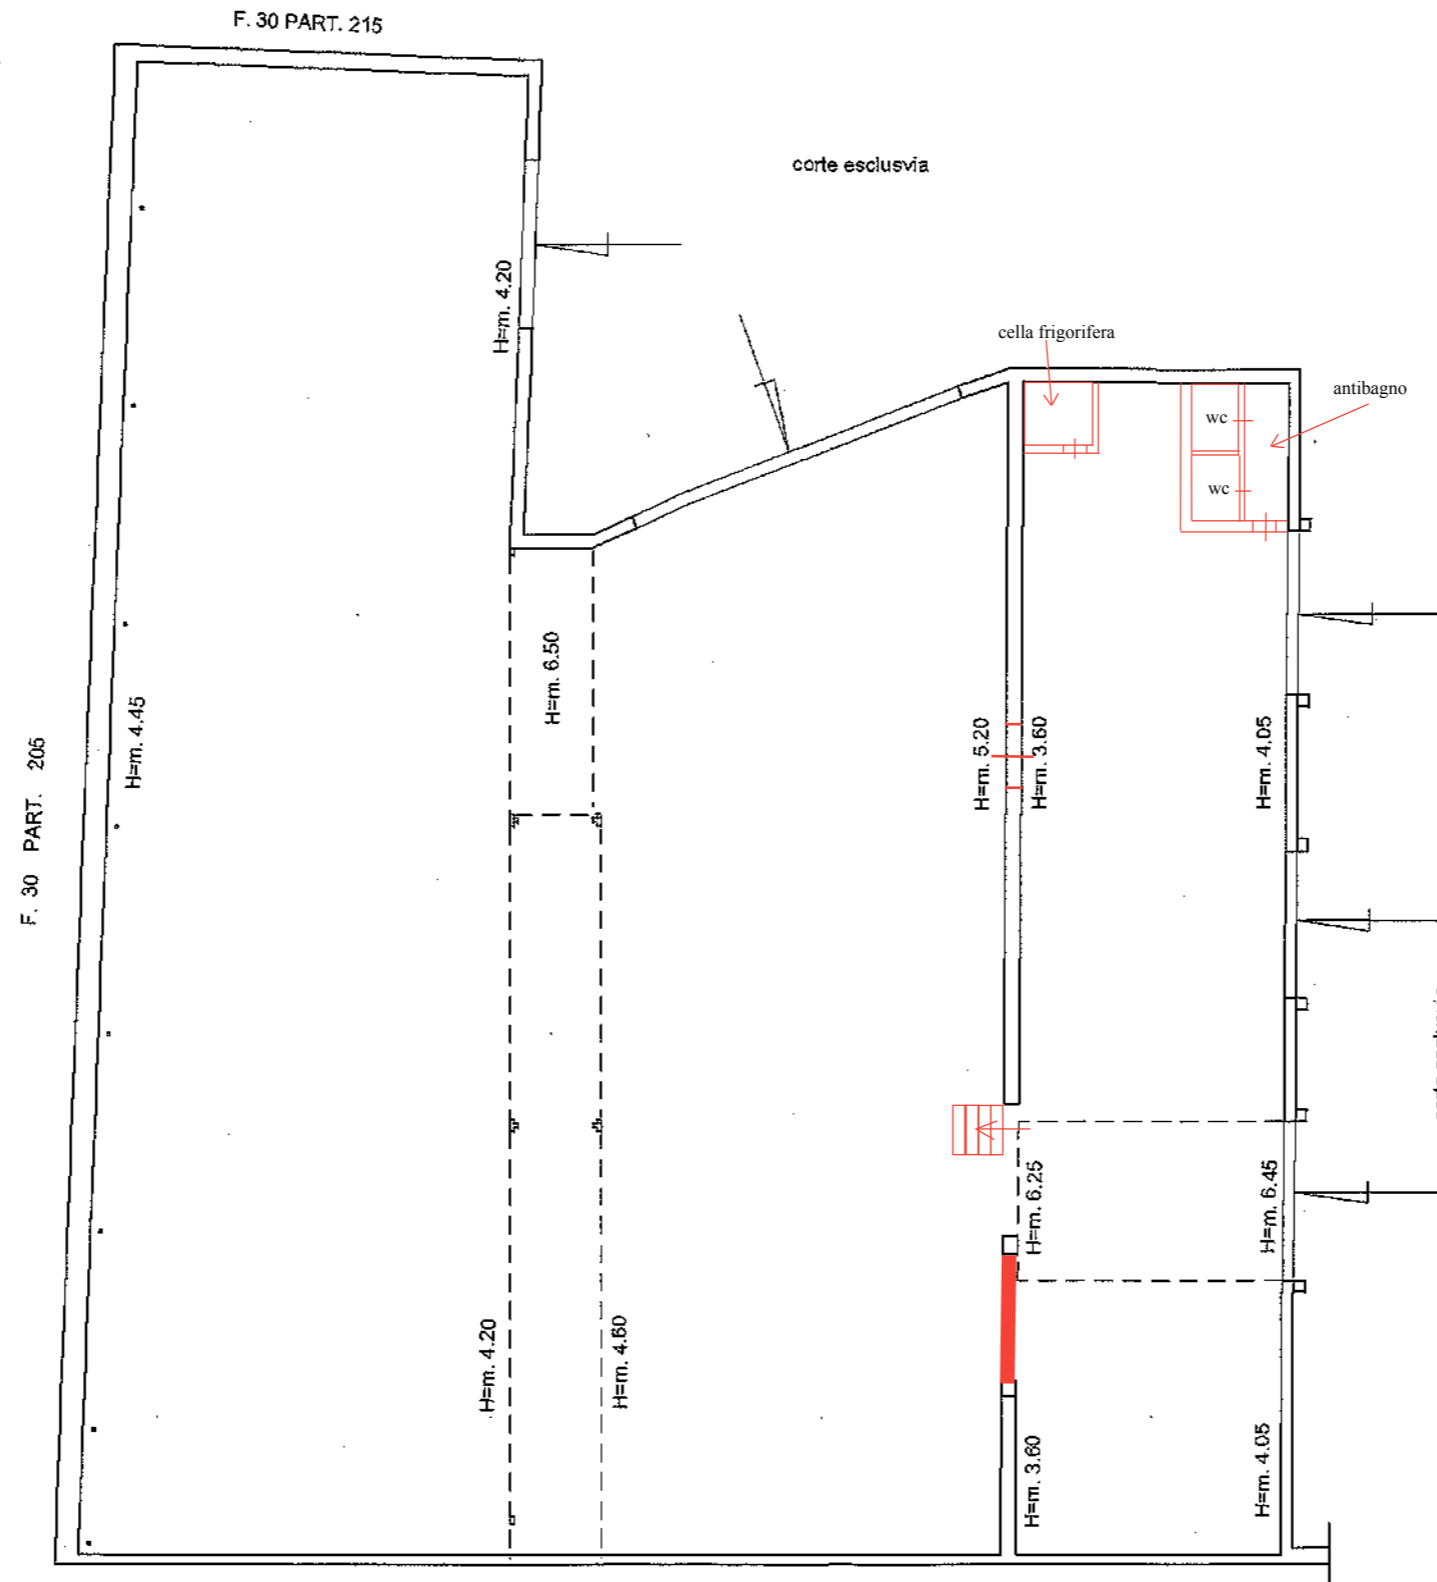 F. 30 PART. 215
corte esclusvia
H=m. 4.20
cella frigorifera
antibagno
wc
wc
H=m. 6.50
H=m. 4.45
F. 30 PART. 205
H=m. 5.20
H=m. 3.60
H=m. 4.05
H=m. 6.25
H=m. 6.45
H=m. 4.20
H=m. 4.60
H=m. 3.60
H=m. 4.05